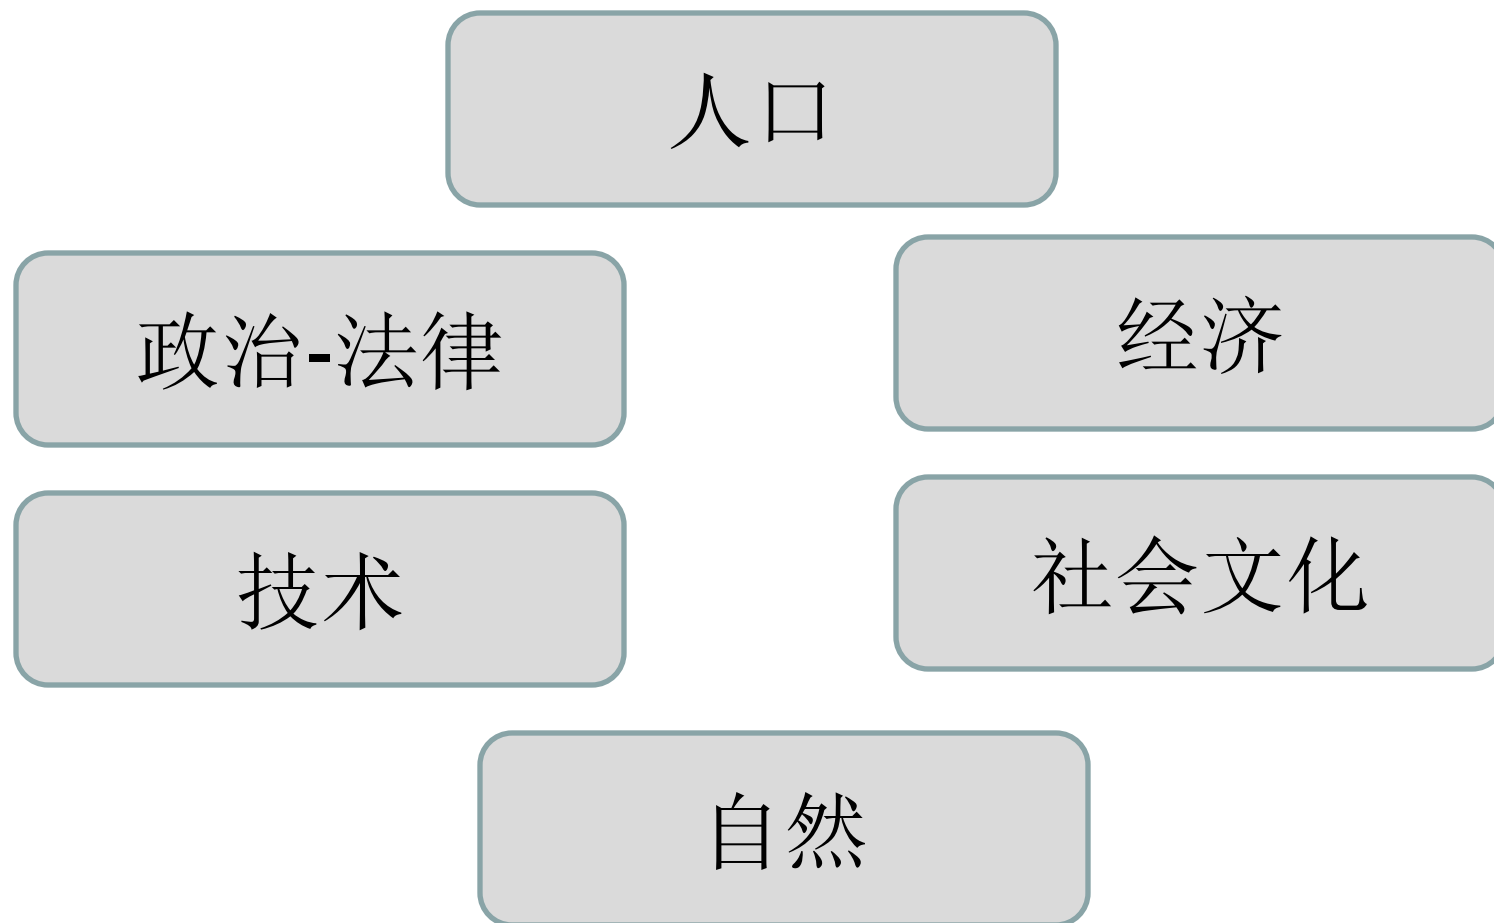 人口
政治-法律
经济
技术
社会文化
自然